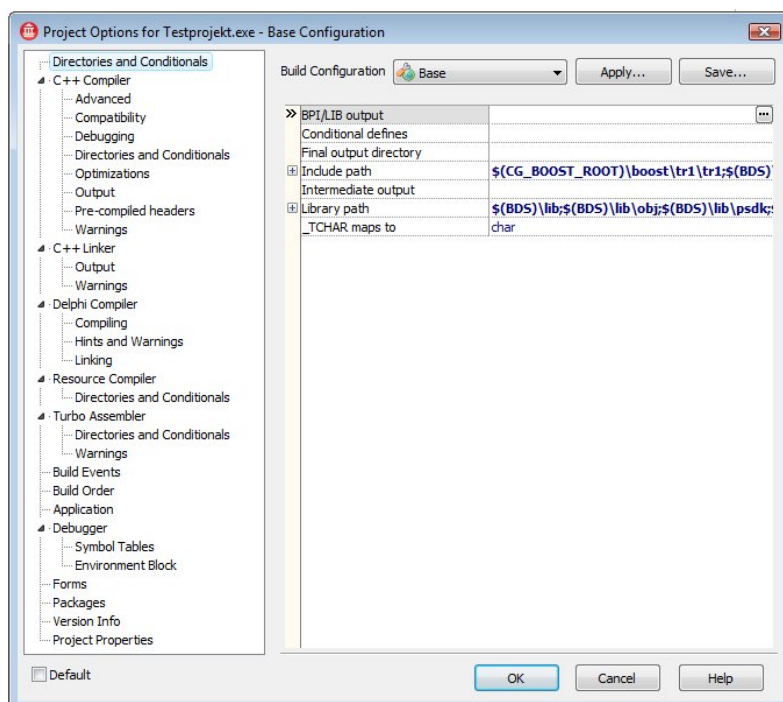 Project Options for Testprojekt.exe - Base Configuration
Directories and Conditionals
C++ Compiler
Advanced
Compatibility
Debugging
Directories and Conditionals
Optimizations
Output
Pre-compiled headers
Warnings
C++ Linker
Output
Warnings
Delphi Compiler
Compiling
Hints and Warnings
Linking
Resource Compiler
Directories and Conditionals
Turbo Assembler
Directories and Conditionals
Warnings
Build Events
Build Order
Application
Debugger
Symbol Tables
Environment Block
Forms
Packages
Version Info
Project Properties
Default
Build Configuration Base Apply... Save...
BPI/LIB output ...
Conditional defines
Final output directory
Include path $(CG_BOOST_ROOT)\boost\tr1\tr1;$(BDS)\
Intermediate output
Library path $(BDS)\lib;$(BDS)\lib\obj;$(BDS)\lib\psdk;$
_TCHAR maps to char
OK Cancel Help